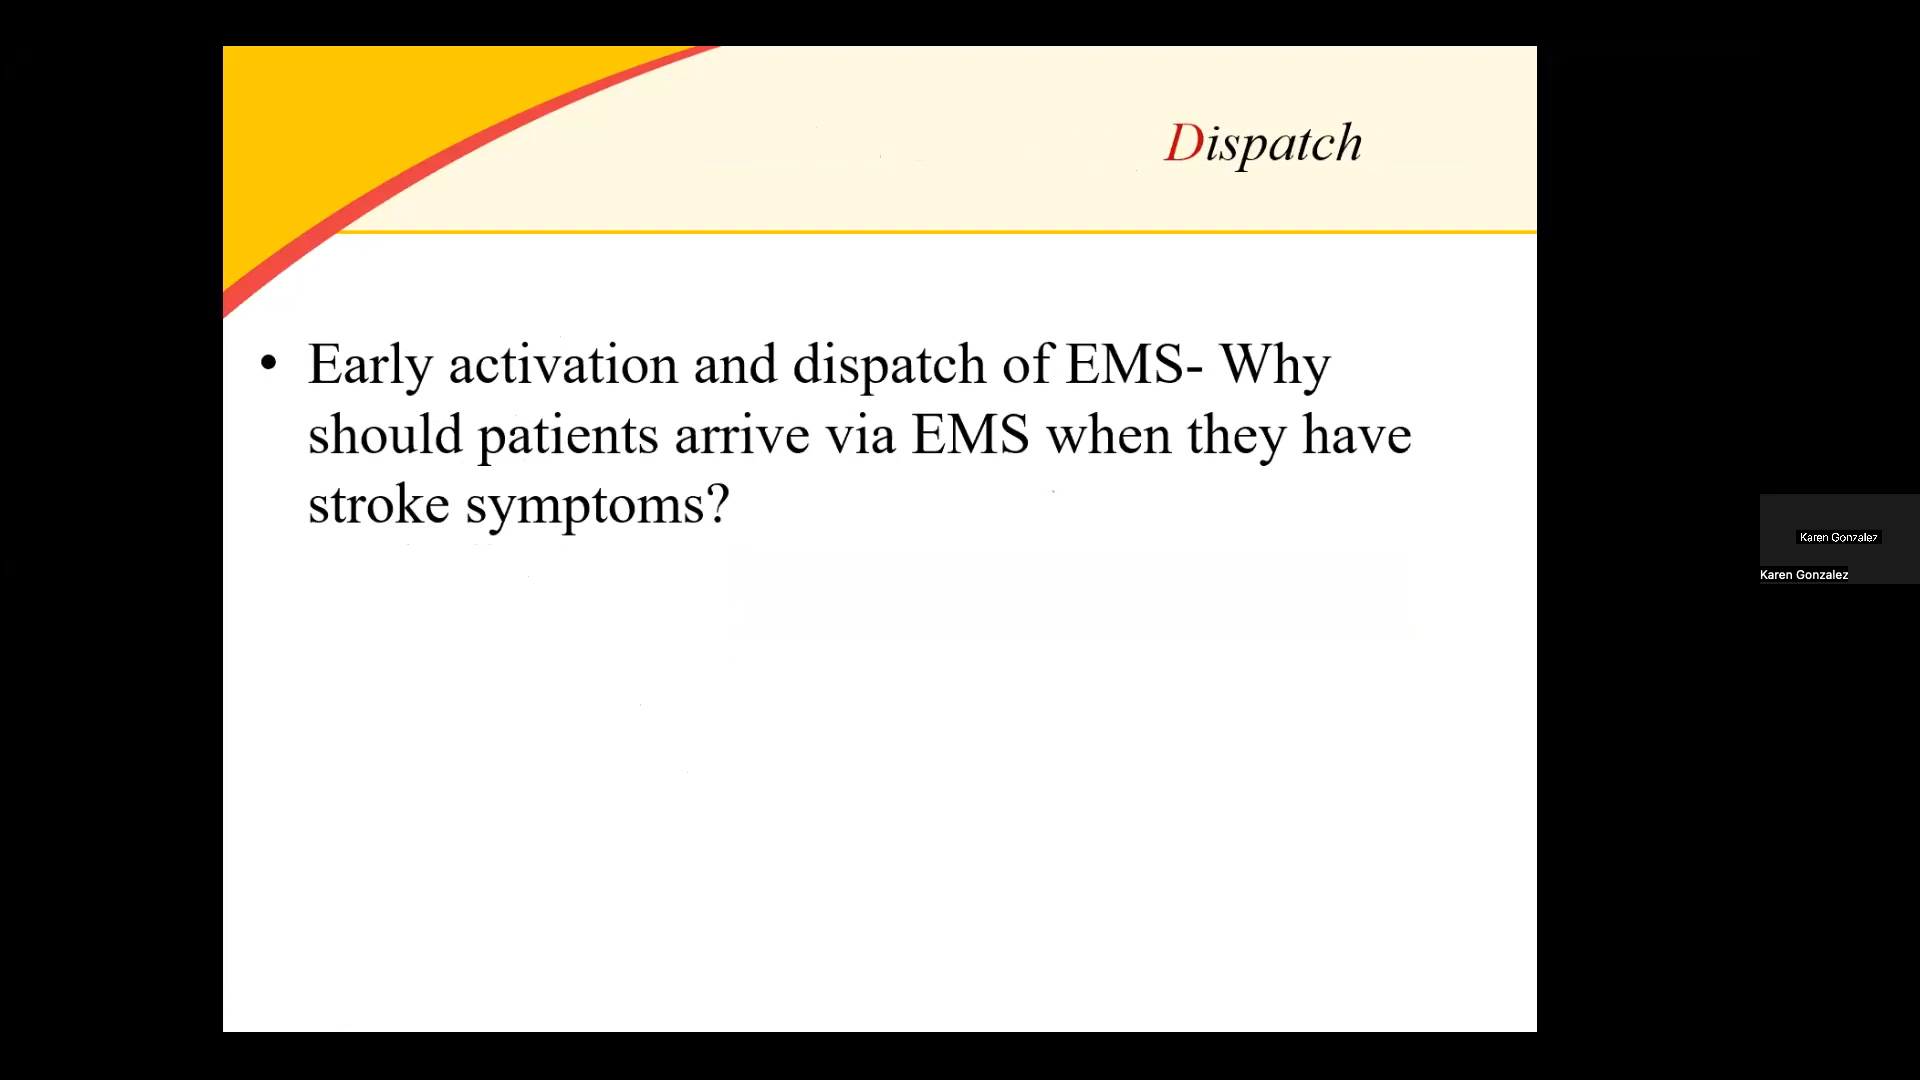 Dispatch
• Early activation and dispatch of EMS- Why
should patients arrive via EMS when they have
stroke symptoms?
Karen Gonzalez
Karen Gonzalez